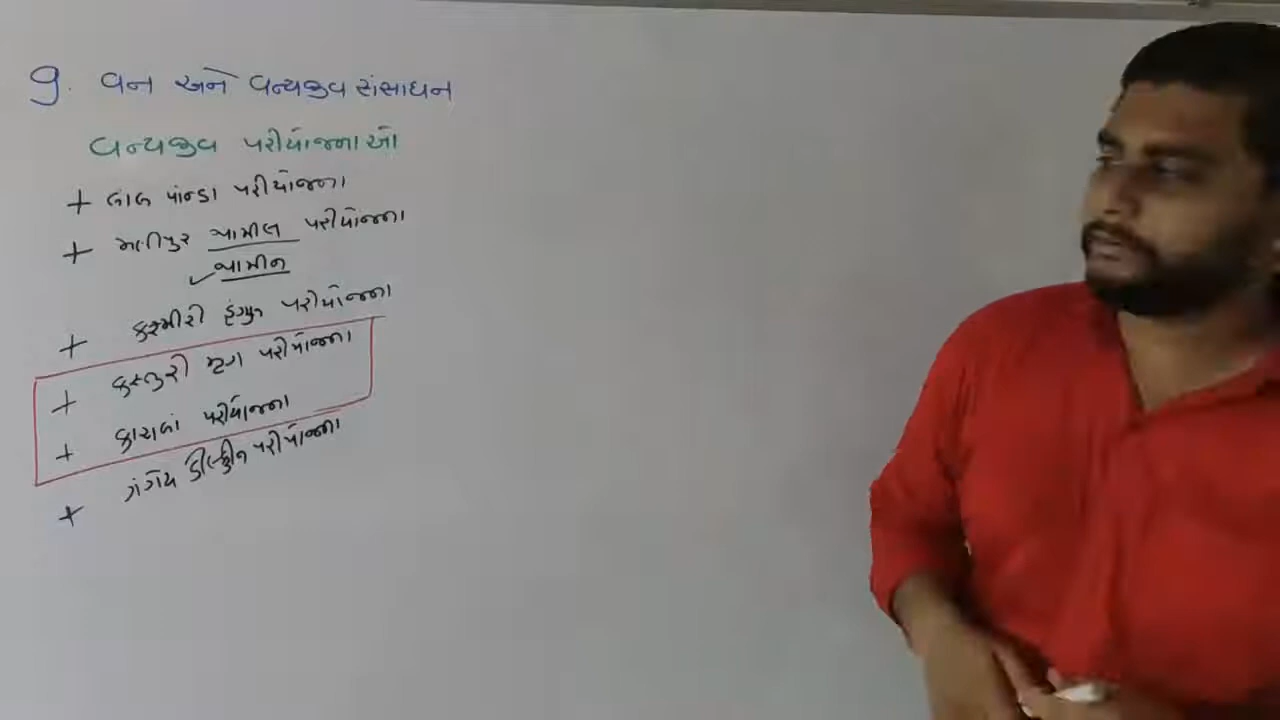 9. વન અને વન્યજીવ સંસાધન
વન્યજીવ પરીયોજનાઓ
+ લાલ પાંન્ડા પરીયોજના
+ મણીપુર થામીલ પરીયોજના
✓થામીન
+ કશ્મીરી હંગુલ પરીયોજના
+ કસ્તુરી મૃગ પરીયોજના
+ કાચબાં પરીયોજના
+ ગંગેય ડોલ્ફીન પરીયોજના